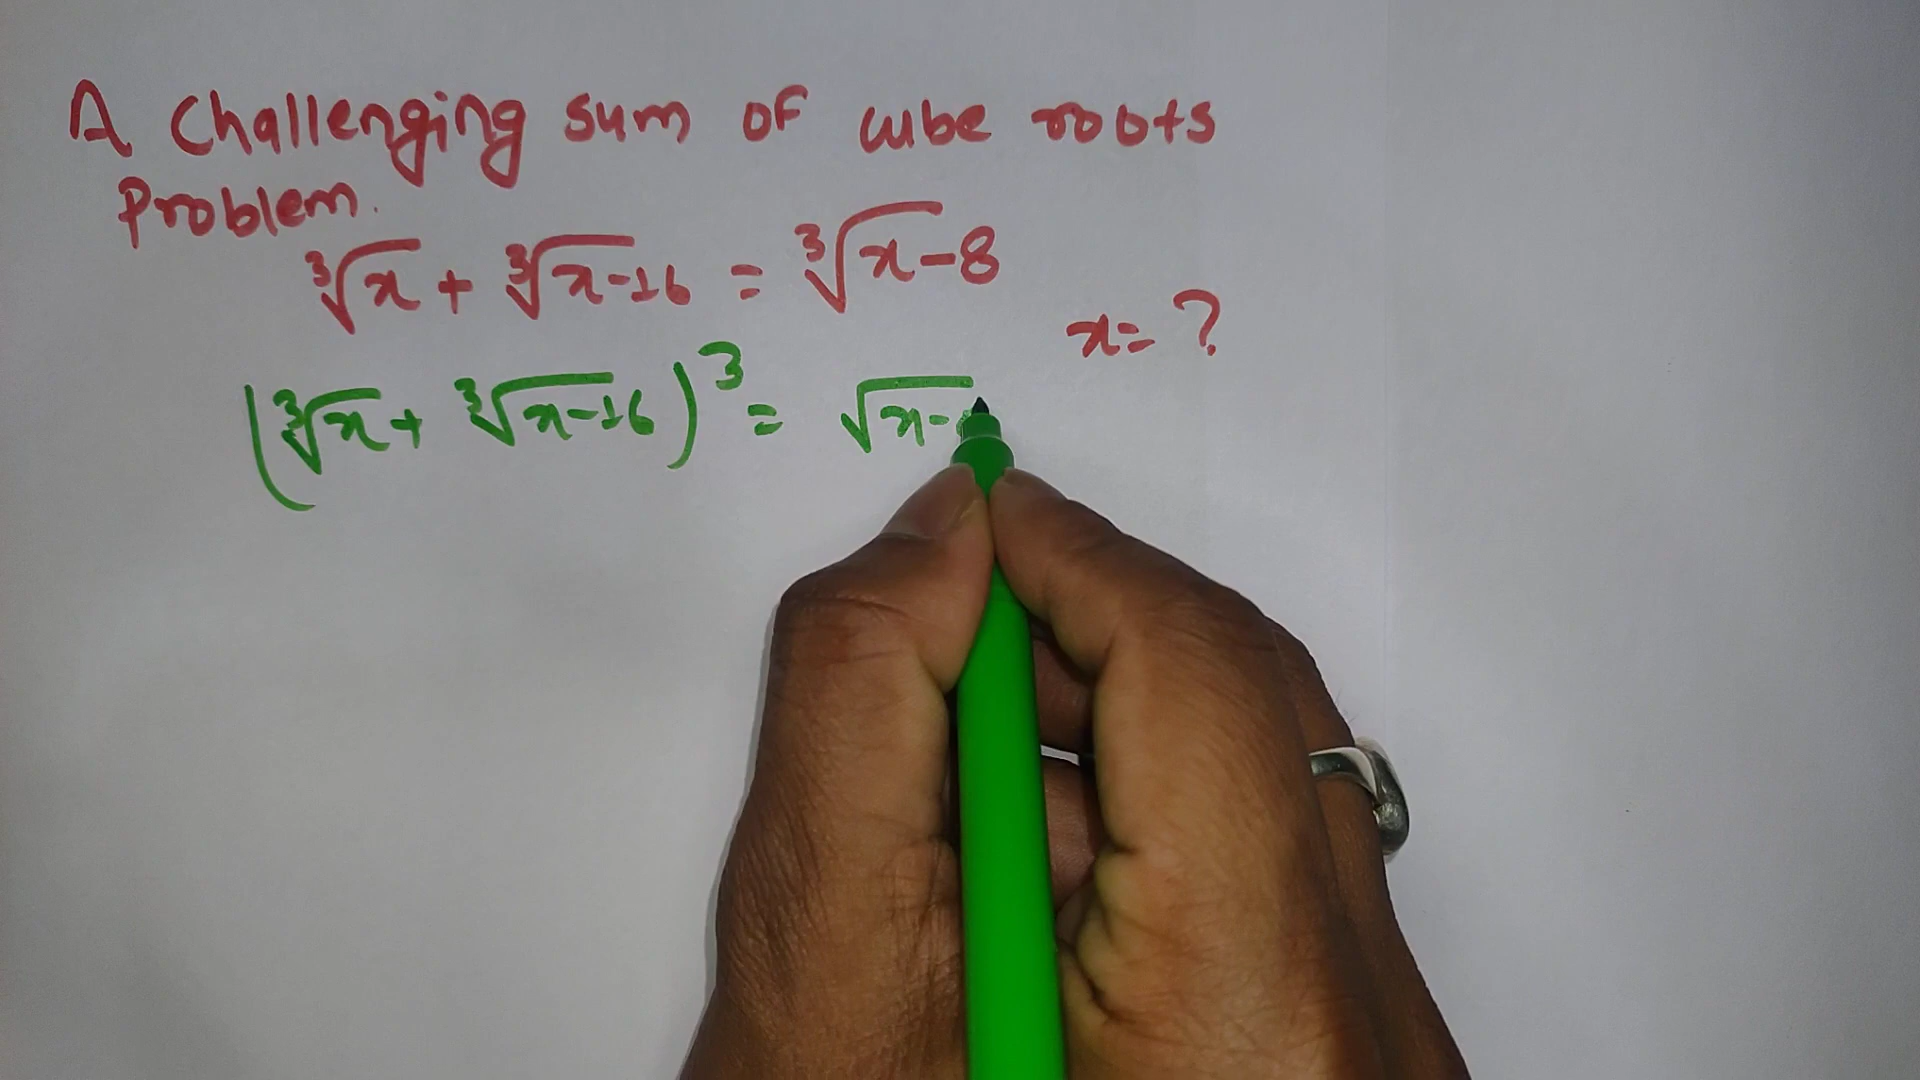 A Challenging sum of cube roots
Problem.
∛x + ∛x-16 = ∛x-8
x = ?
(∛x + ∛x-16)³ = √x-